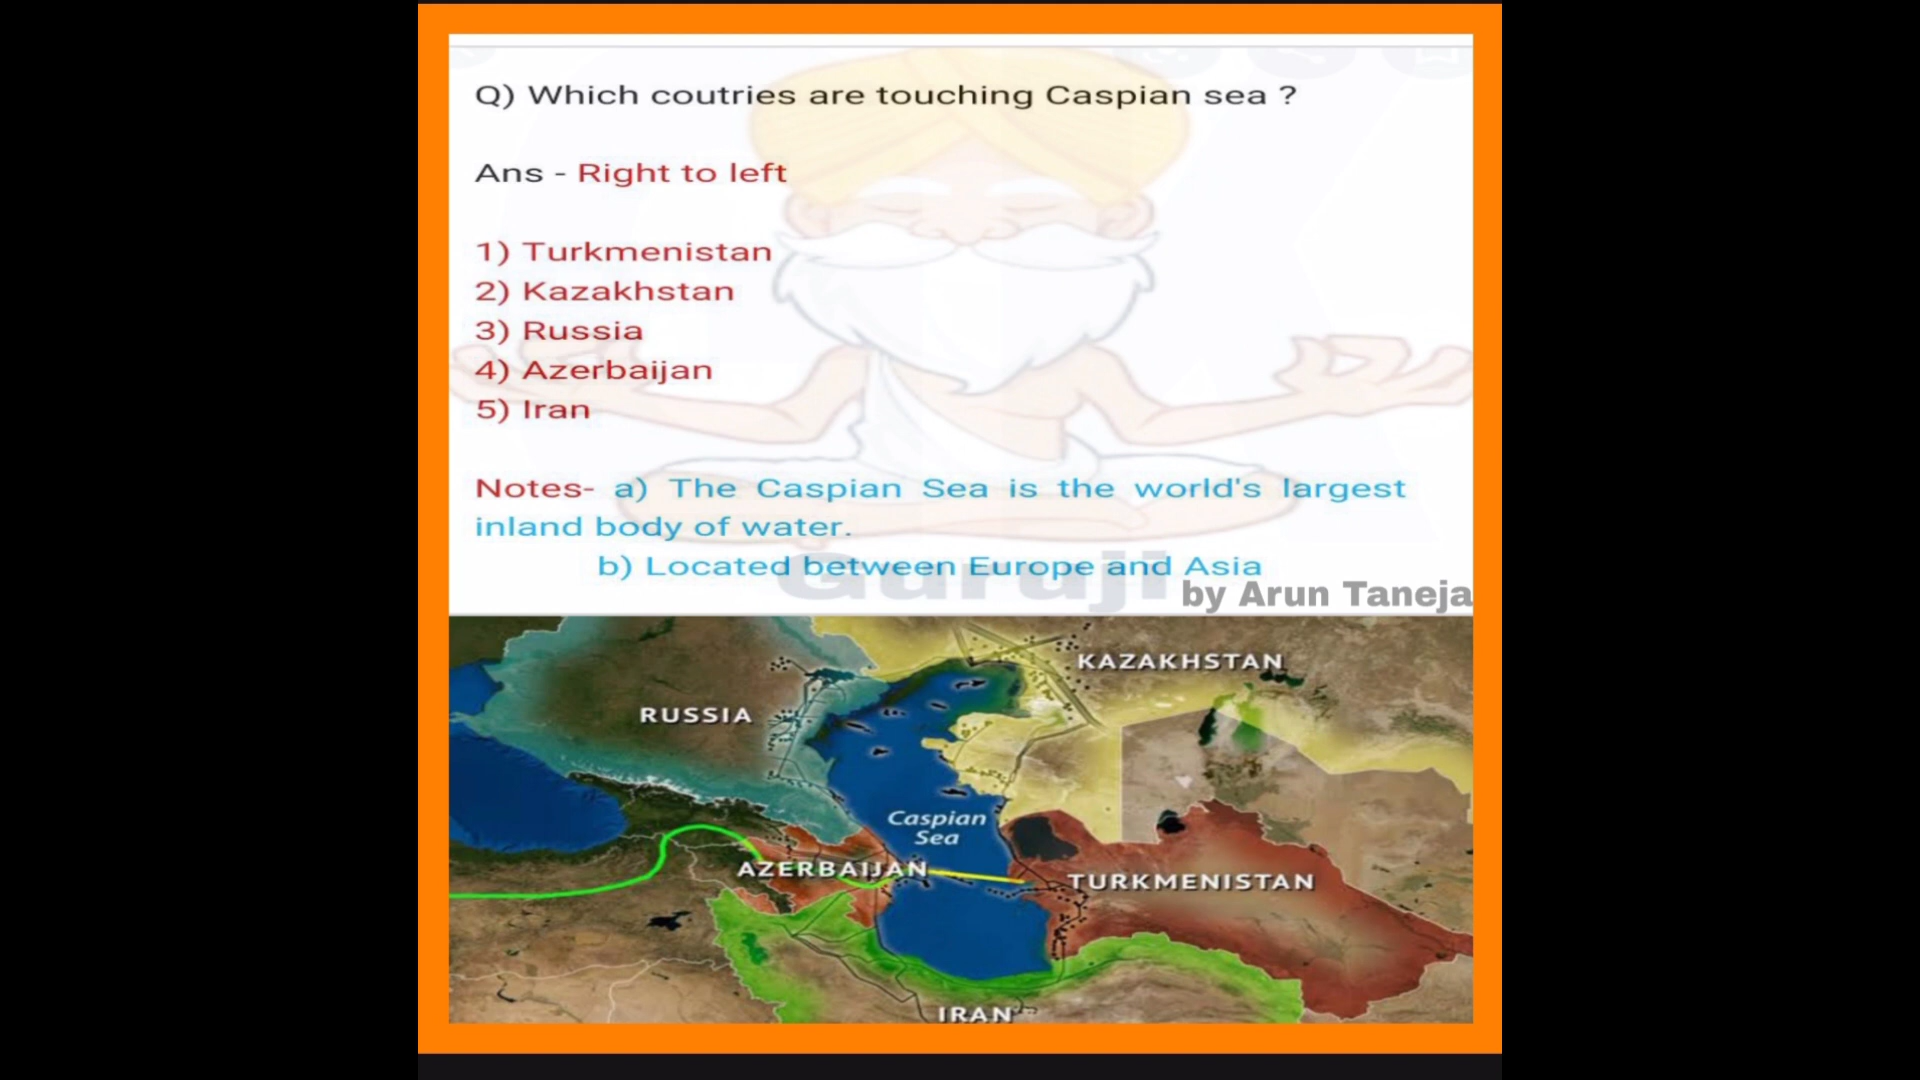 Q) Which coutries are touching Caspian sea ?
Ans - Right to left
1) Turkmenistan
2) Kazakhstan
3) Russia
4) Azerbaijan
5) Iran
Notes- a) The Caspian Sea is the world's largest
inland body of water.
b) Located between Europe and Asia
Guruji
by Arun Taneja
KAZAKHSTAN
RUSSIA
Caspian
Sea
AZERBAIJAN
TURKMENISTAN
IRAN